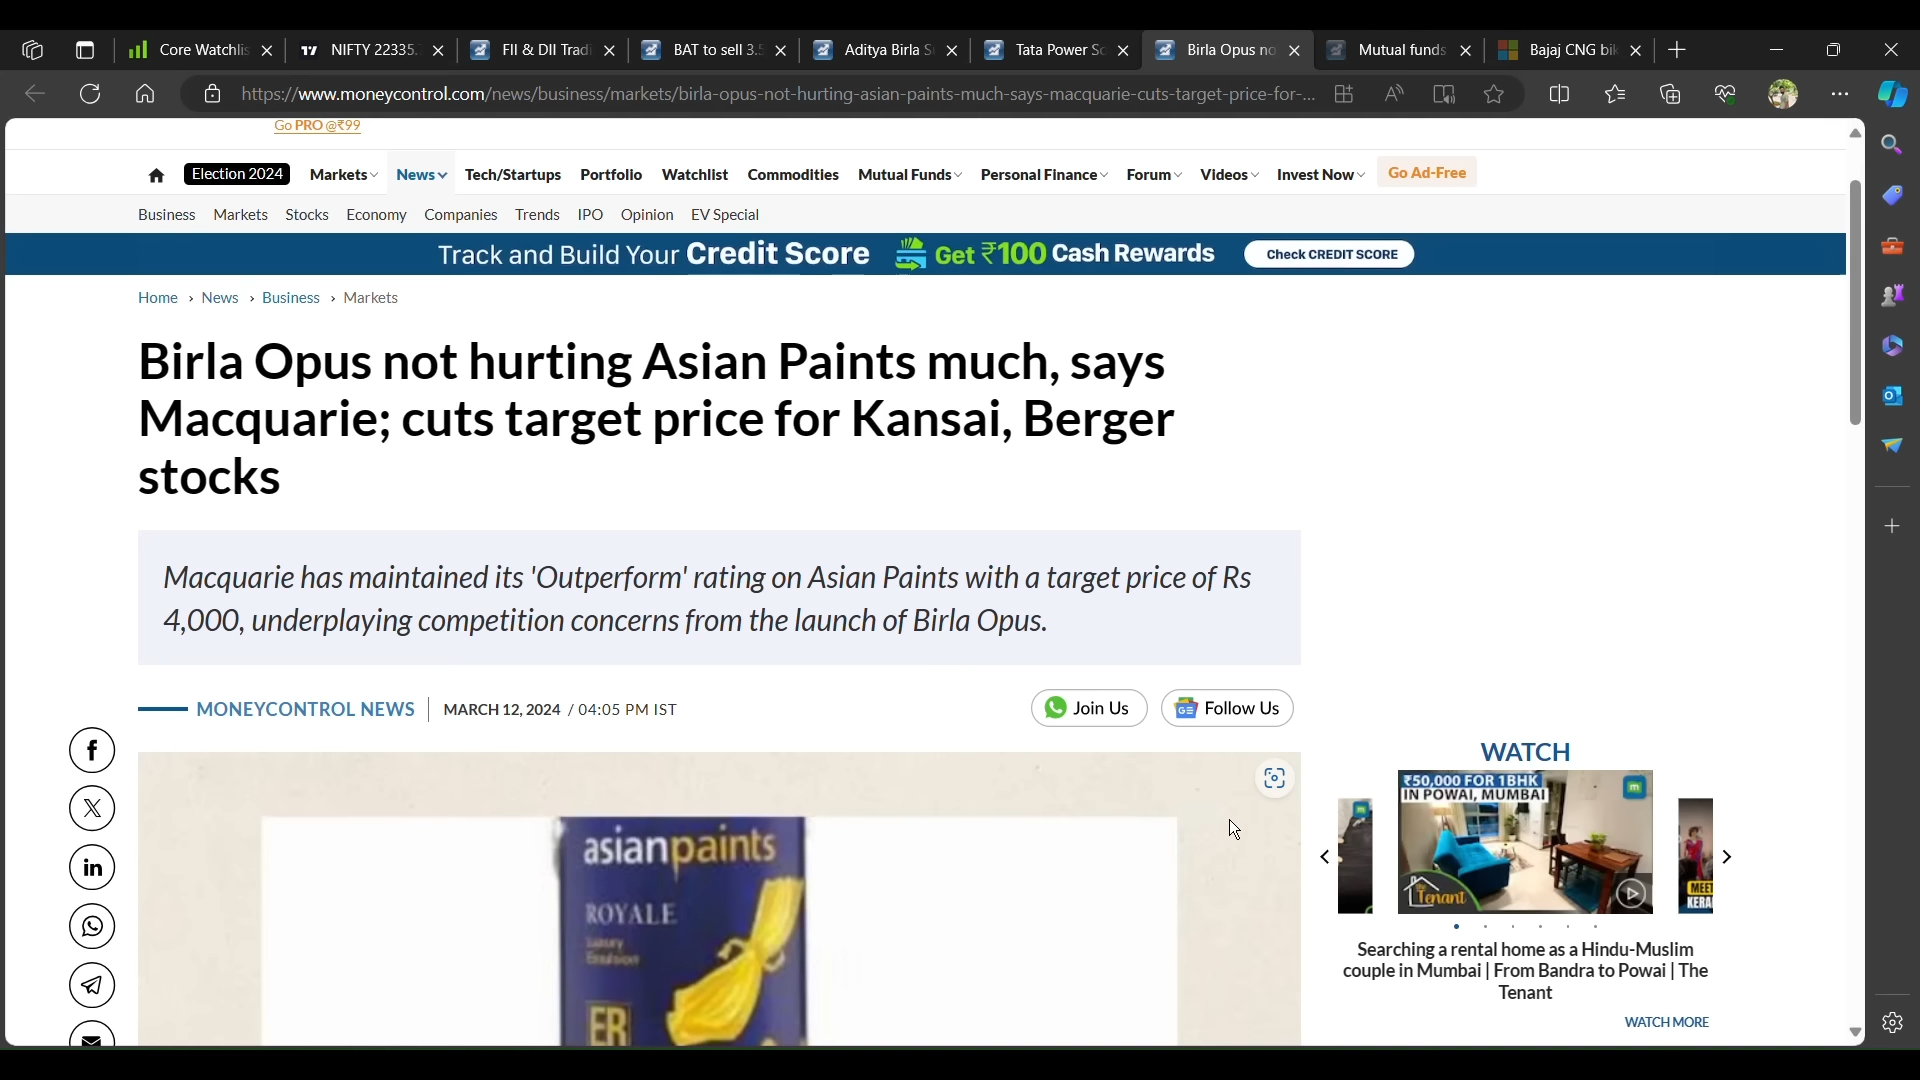 Core Watchlis
NIFTY 22335.
FII & DII Tradi
BAT to sell 3.5
Aditya Birla S
Tata Power So
Birla Opus no
Mutual funds
Bajaj CNG bik
https://www.moneycontrol.com/news/business/markets/birla-opus-not-hurting-asian-paints-much-says-macquarie-cuts-target-price-for-...
Go PRO @₹99
Election 2024 Markets News Tech/Startups Portfolio Watchlist Commodities Mutual Funds Personal Finance Forum Videos Invest Now Go Ad-Free
Business Markets Stocks Economy Companies Trends IPO Opinion EV Special
Track and Build Your Credit Score Get ₹100 Cash Rewards Check CREDIT SCORE
Home › News › Business › Markets
Birla Opus not hurting Asian Paints much, says
Macquarie; cuts target price for Kansai, Berger
stocks
Macquarie has maintained its 'Outperform' rating on Asian Paints with a target price of Rs
4,000, underplaying competition concerns from the launch of Birla Opus.
MONEYCONTROL NEWS MARCH 12, 2024 / 04:05 PM IST
Join Us
Follow Us
asianpaints
ROYALE
Luxury
Emulsion
ER
WATCH
₹50,000 FOR 1BHK
IN POWAI, MUMBAI
the
Tenant
MEET
KERA
Searching a rental home as a Hindu-Muslim
couple in Mumbai | From Bandra to Powai | The
Tenant
WATCH MORE